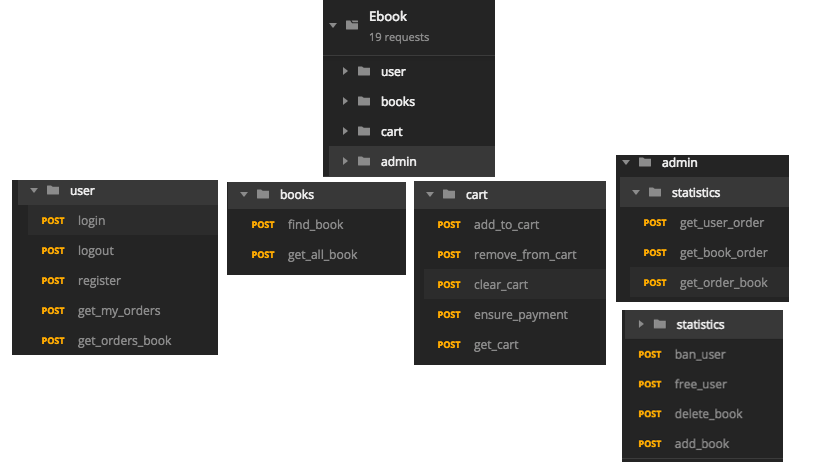 Ebook
19 requests
user
books
cart
admin
user
POST login
POST logout
POST register
POST get_my_orders
POST get_orders_book
books
POST find_book
POST get_all_book
cart
POST add_to_cart
POST remove_from_cart
POST clear_cart
POST ensure_payment
POST get_cart
admin
statistics
POST get_user_order
POST get_book_order
POST get_order_book
statistics
POST ban_user
POST free_user
POST delete_book
POST add_book